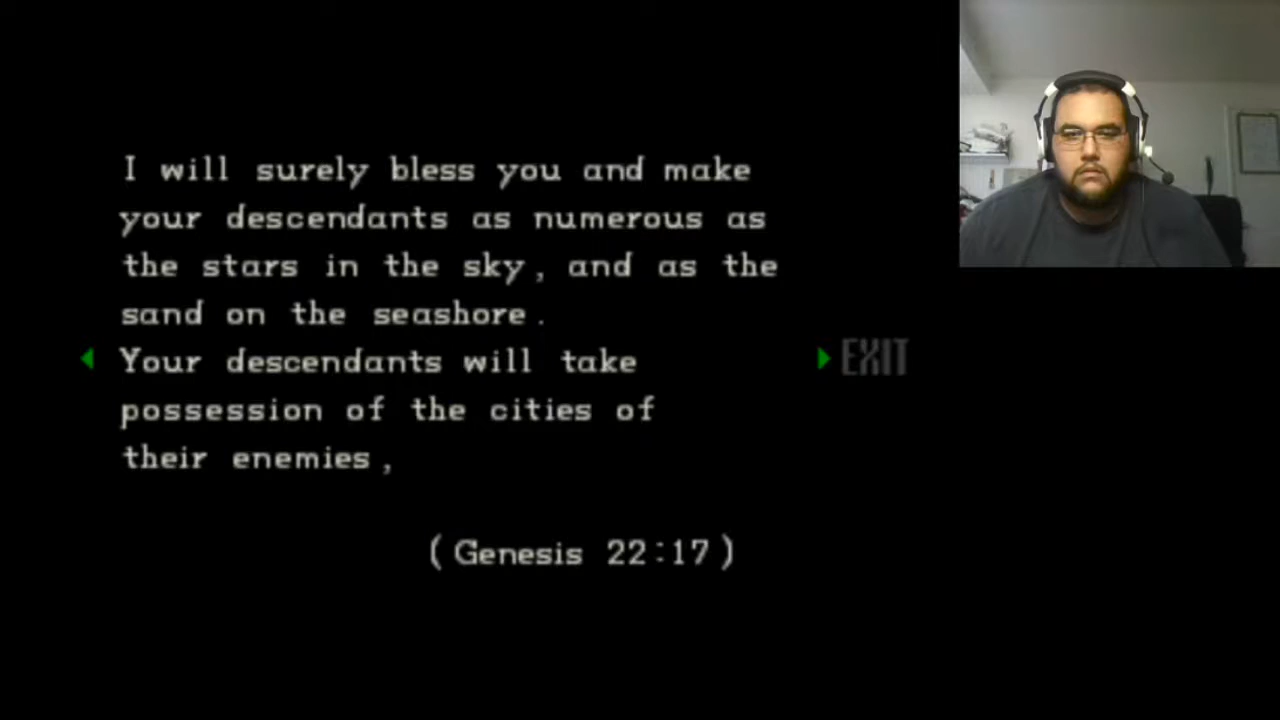 I will surely bless you and make
your descendants as numerous as
the stars in the sky, and as the
sand on the seashore.
Your descendants will take
possession of the cities of
their enemies,
EXIT
(Genesis 22:17)